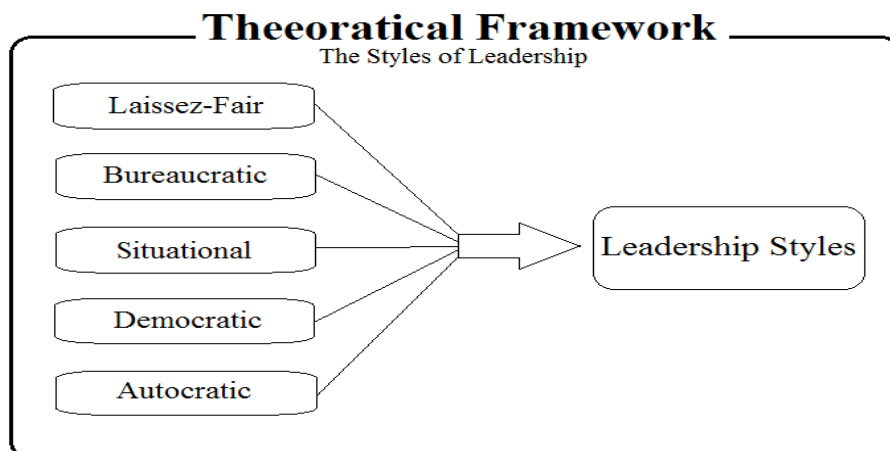 Theeoratical Framework
The Styles of Leadership
Laissez-Fair
Bureaucratic
Situational
Democratic
Autocratic
Leadership Styles